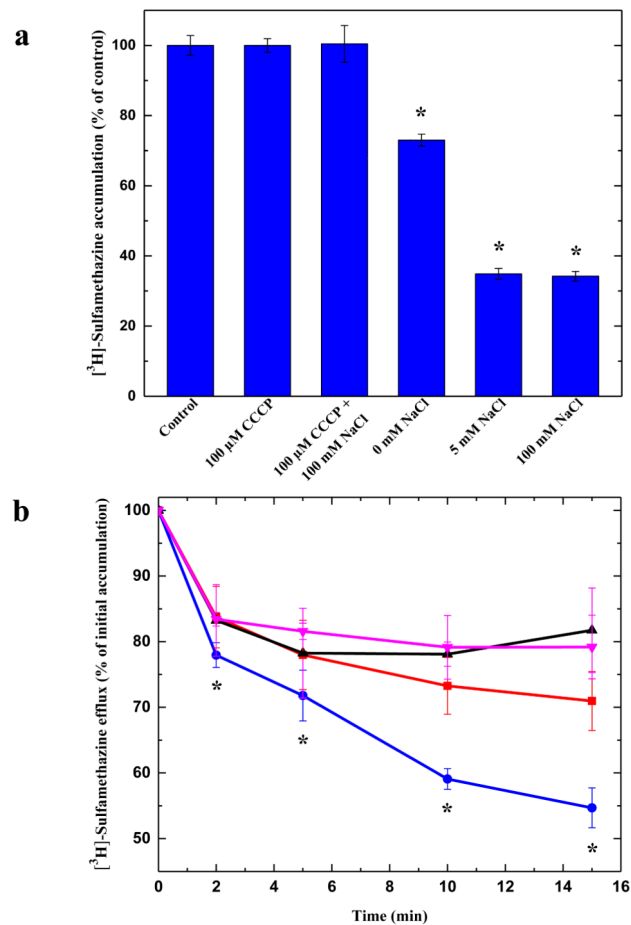 a
[³H]-Sulfamethazine accumulation (% of control)
100
80
60
40
20
0
*
*
*
Control
100 µM CCCP
100 µM CCCP +
100 mM NaCl
0 mM NaCl
5 mM NaCl
100 mM NaCl
b
[³H]-Sulfamethazine efflux (% of initial accumulation)
100
90
80
70
60
50
*
*
*
*
0 2 4 6 8 10 12 14 16
Time (min)